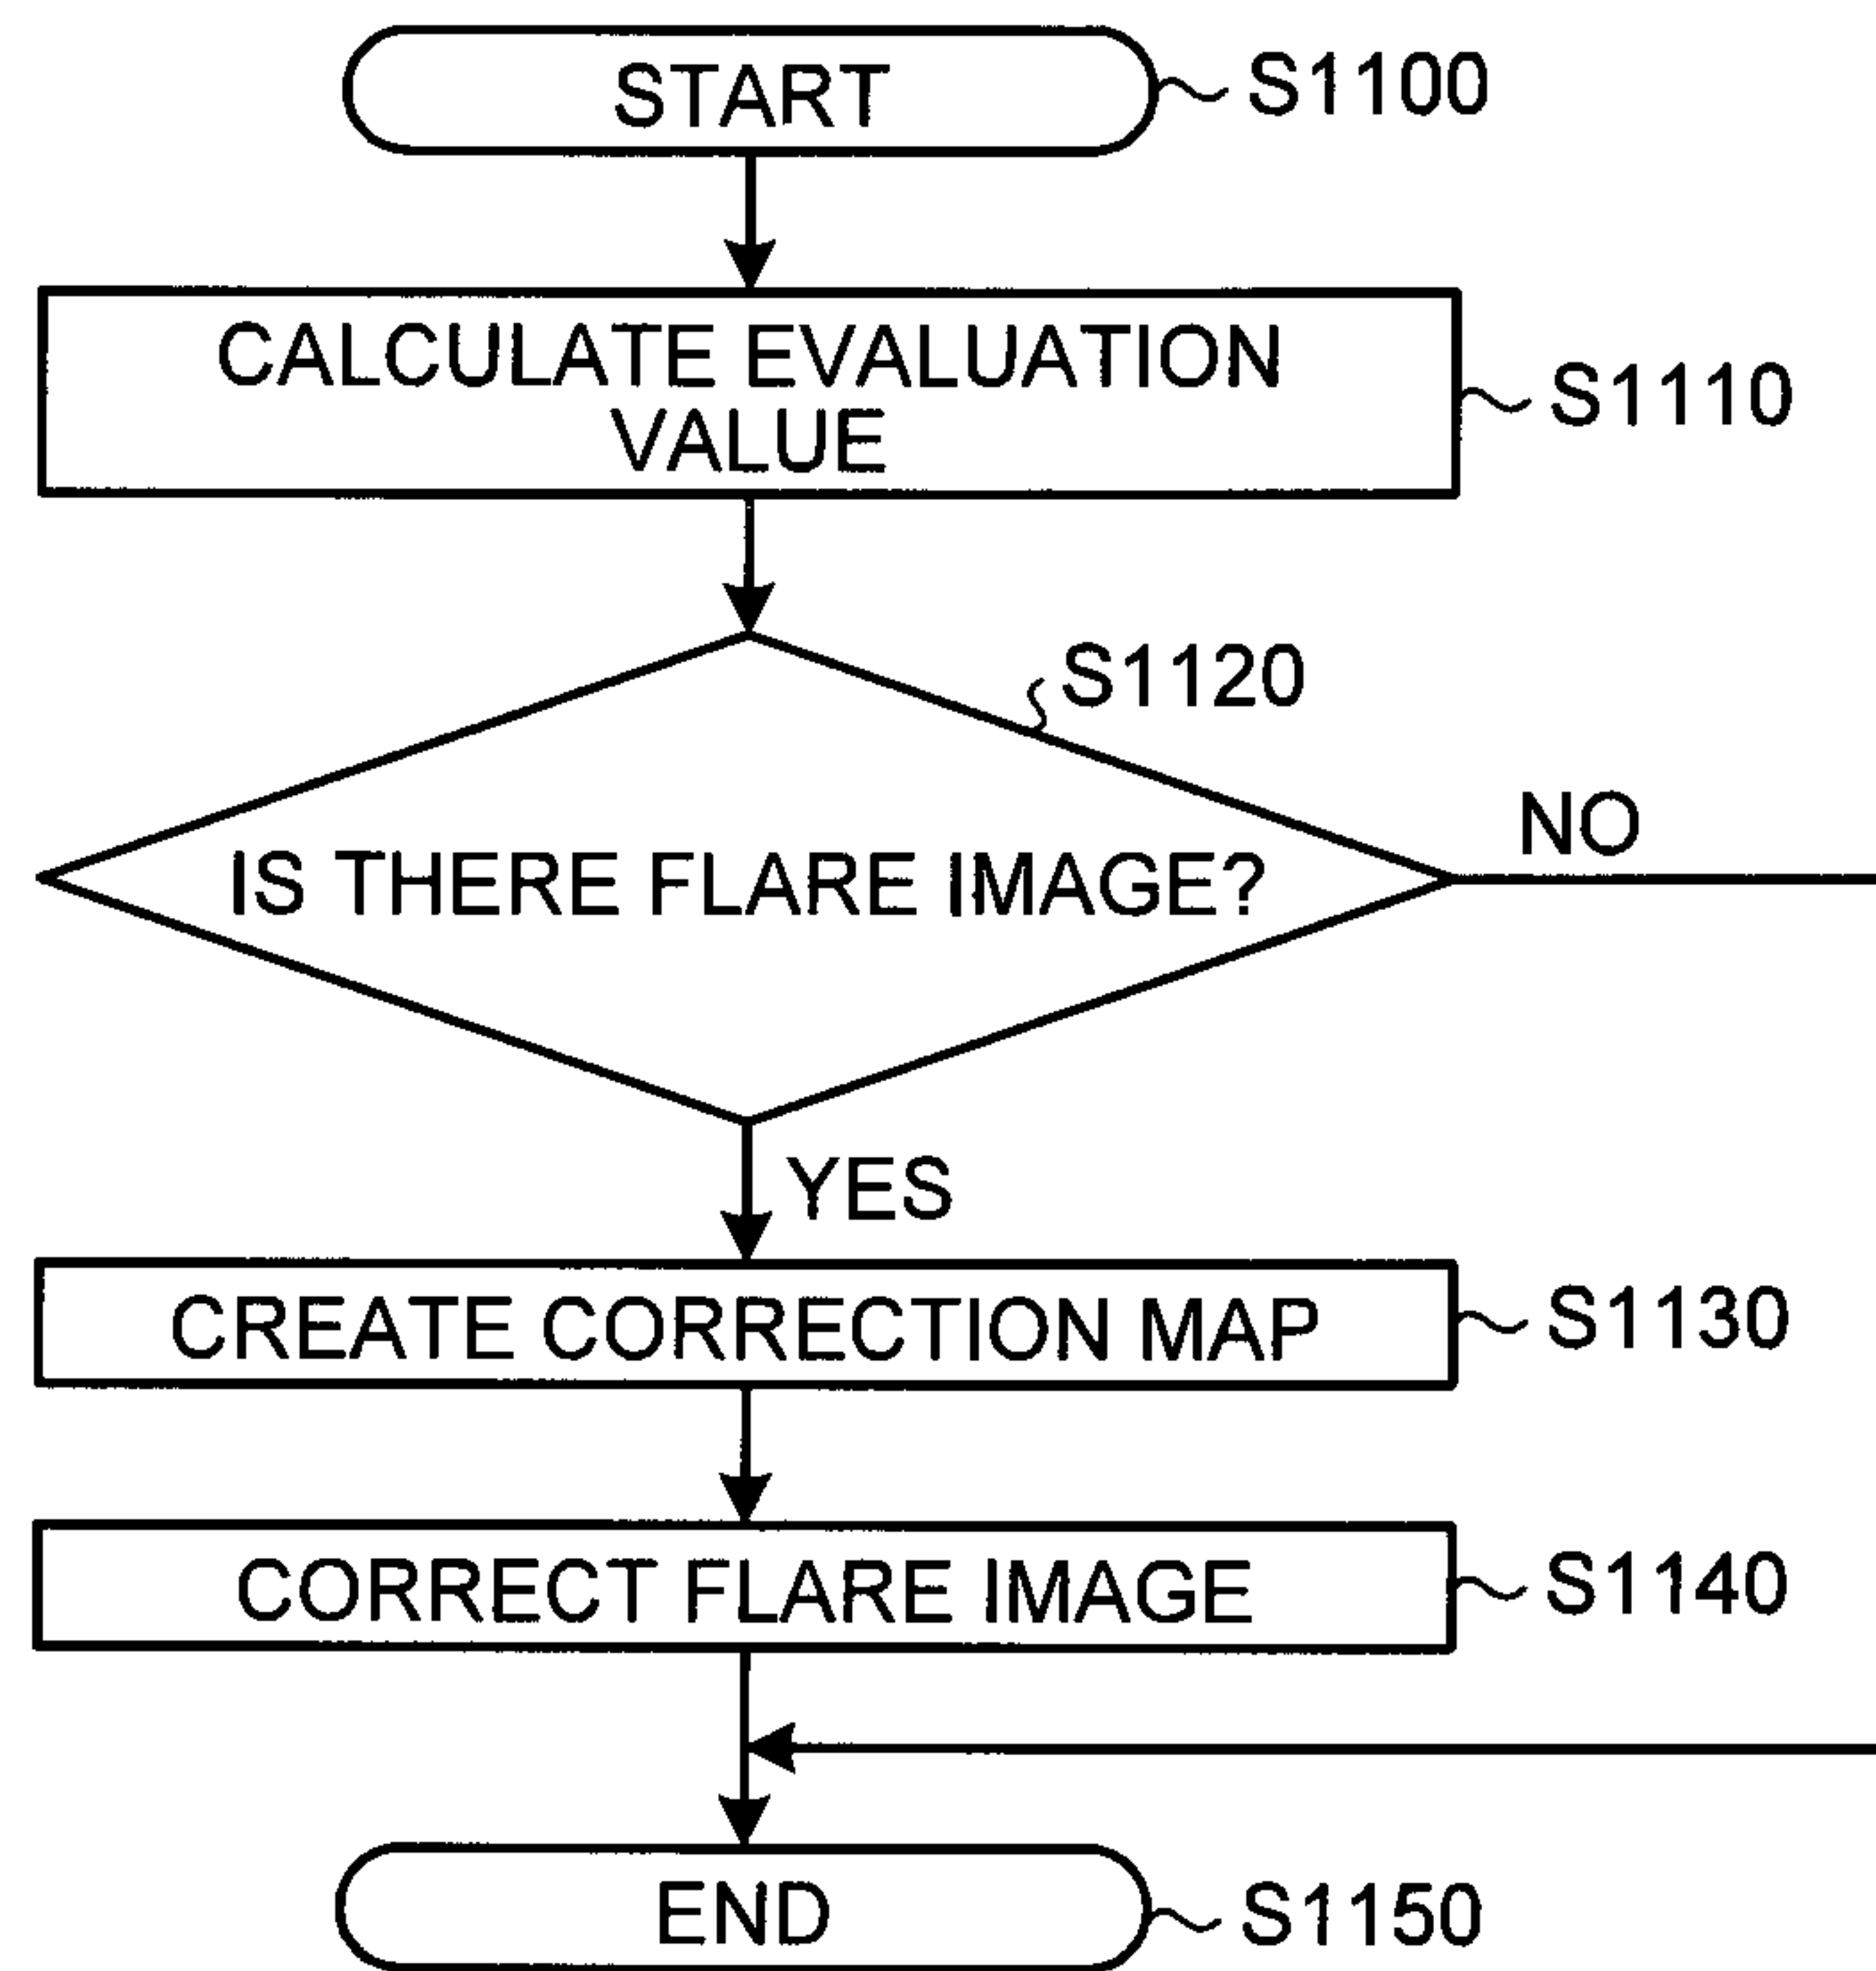 START
S1100
CALCULATE EVALUATION
VALUE
S1110
S1120
IS THERE FLARE IMAGE?
NO
YES
CREATE CORRECTION MAP
S1130
CORRECT FLARE IMAGE
S1140
END
S1150